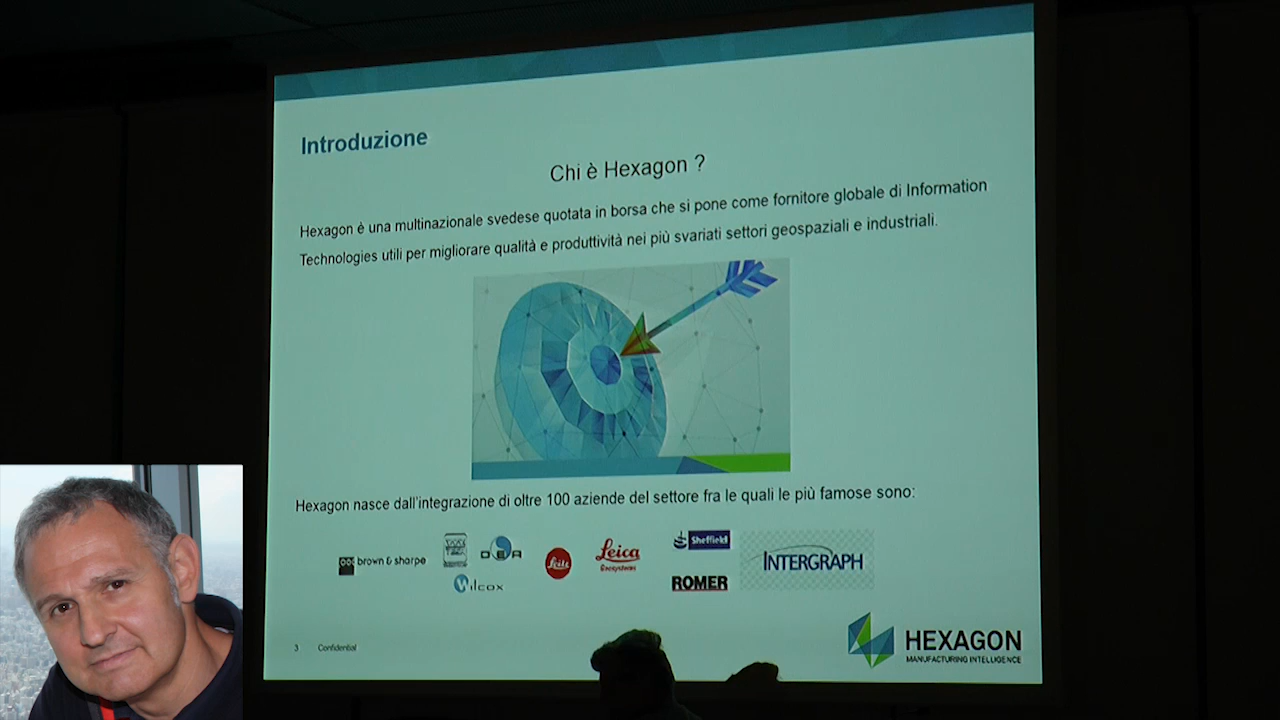 Introduzione
Chi è Hexagon ?
Hexagon è una multinazionale svedese quotata in borsa che si pone come fornitore globale di Information
Technologies utili per migliorare qualità e produttività nei più svariati settori geospaziali e industriali.
Hexagon nasce dall'integrazione di oltre 100 aziende del settore fra le quali le più famose sono:
brown & sharpe
DEA
Wilcox
Leitz
Leica
Geosystems
Sheffield
ROMER
INTERGRAPH
3 Confidential
HEXAGON
MANUFACTURING INTELLIGENCE